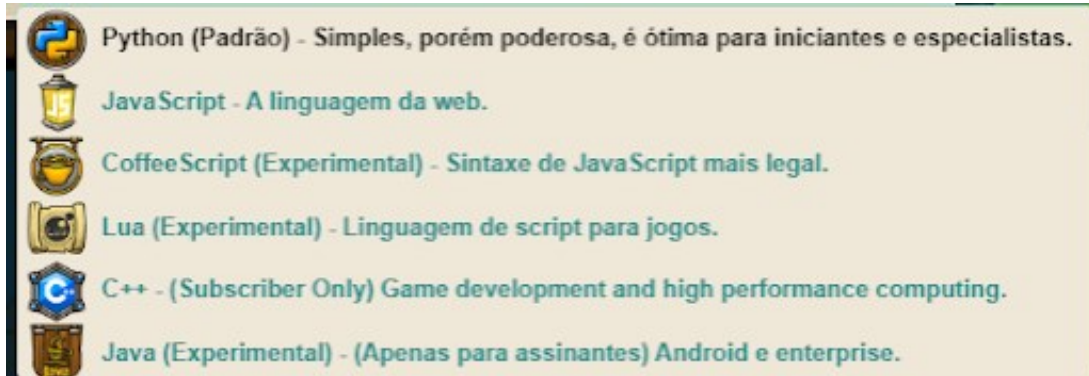 Python (Padrão) - Simples, porém poderosa, é ótima para iniciantes e especialistas.
JS
JavaScript - A linguagem da web.
CoffeeScript (Experimental) - Sintaxe de JavaScript mais legal.
Lua (Experimental) - Linguagem de script para jogos.
C++ - (Subscriber Only) Game development and high performance computing.
Java (Experimental) - (Apenas para assinantes) Android e enterprise.